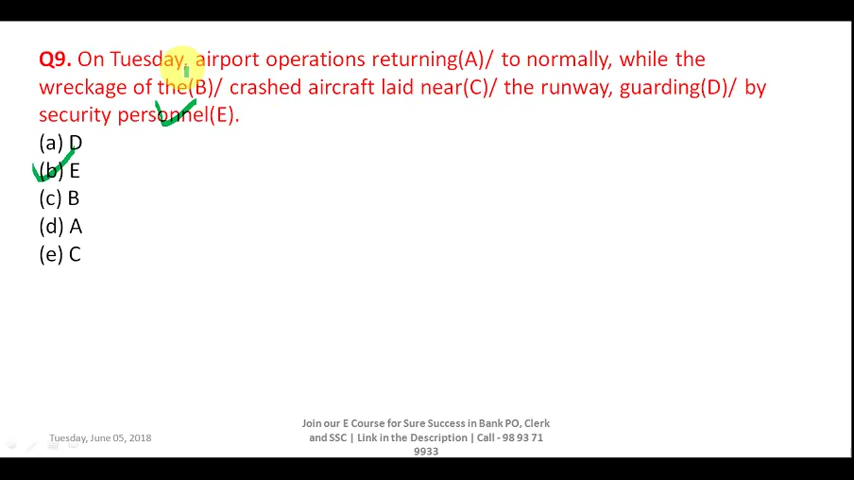 Q9. On Tuesday, airport operations returning(A)/ to normally, while the
wreckage of the(B)/ crashed aircraft laid near(C)/ the runway, guarding(D)/ by
security personnel(E).
(a) D
(b) E
(c) B
(d) A
(e) C
Tuesday, June 05, 2018
Join our E Course for Sure Success in Bank PO, Clerk
and SSC | Link in the Description | Call - 98 93 71
9933